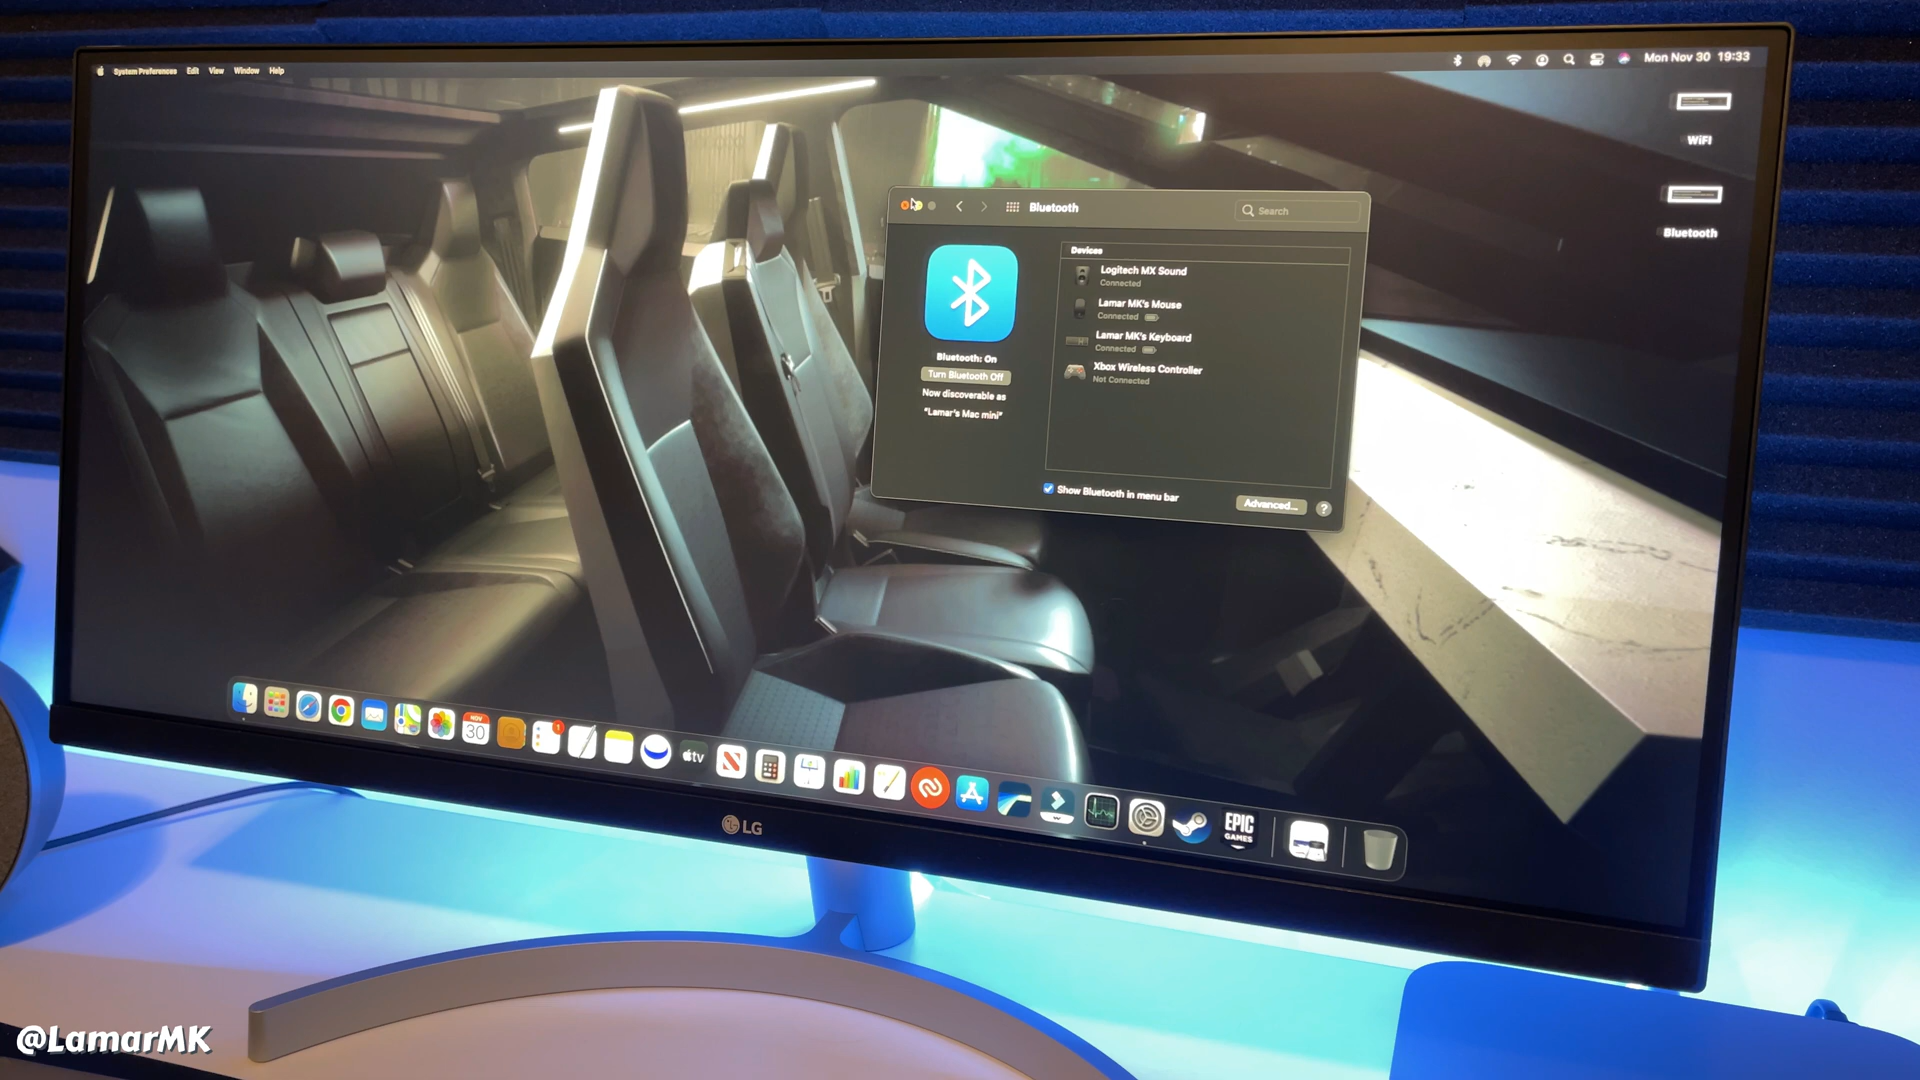 System Preferences Edit View Window Help
Mon Nov 30 19:33
WiFi
Bluetooth
Bluetooth
Search
Bluetooth: On
Turn Bluetooth Off
Now discoverable as
"Lamar's Mac mini"
Devices
Logitech MX Sound
Connected
Lamar MK's Mouse
Connected
Lamar MK's Keyboard
Connected
Xbox Wireless Controller
Not Connected
Show Bluetooth in menu bar
Advanced...
?
NOV
30
1
tv
EPIC
GAMES
LG
@LamarMK